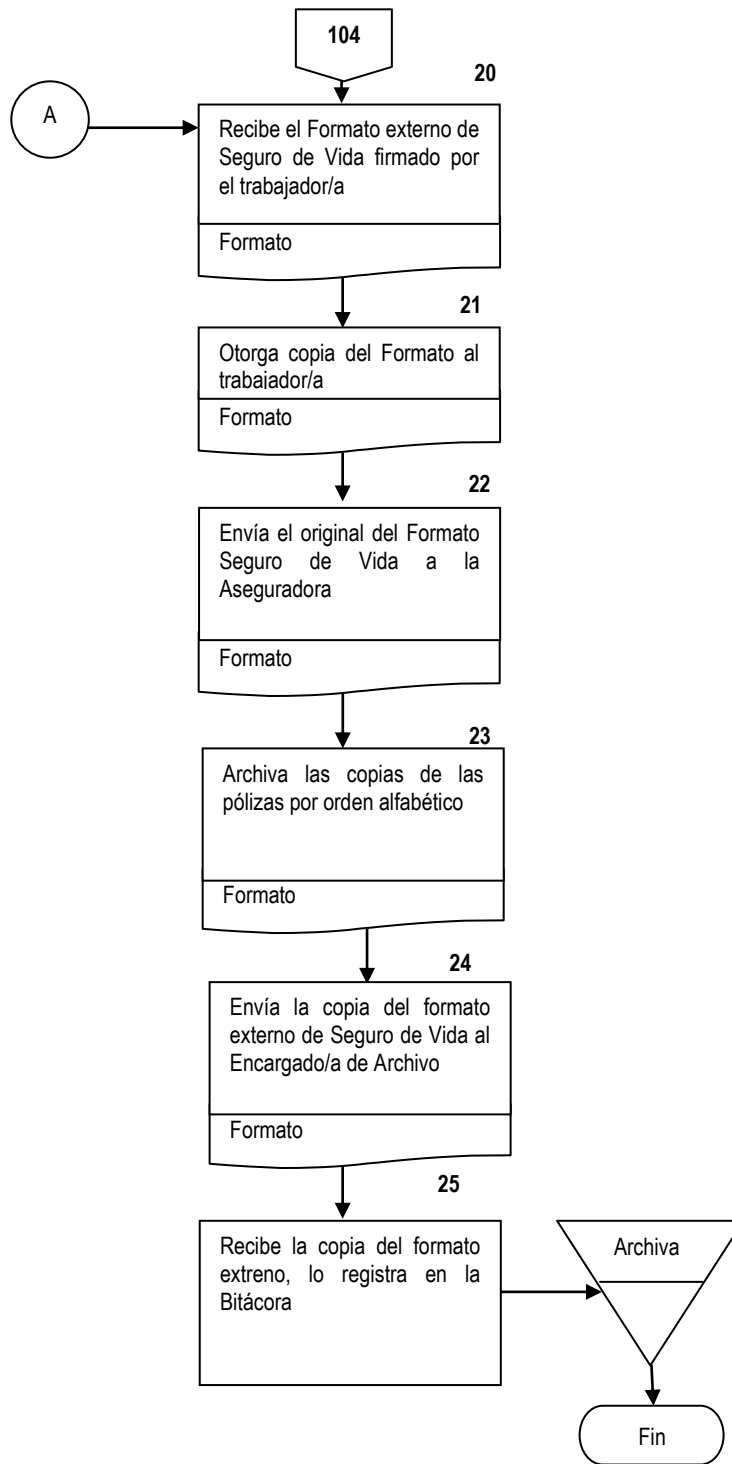 104
20
A
Recibe el Formato externo de
Seguro de Vida firmado por
el trabajador/a
Formato
21
Otorga copia del Formato al
trabajador/a
Formato
22
Envía el original del Formato
Seguro de Vida a la
Aseguradora
Formato
23
Archiva las copias de las
pólizas por orden alfabético
Formato
24
Envía la copia del formato
externo de Seguro de Vida al
Encargado/a de Archivo
Formato
25
Recibe la copia del formato
extreno, lo registra en la
Bitácora
Archiva
Fin